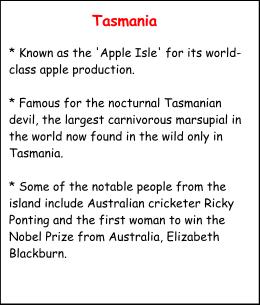 Tasmania
* Known as the 'Apple Isle' for its world-
class apple production.
* Famous for the nocturnal Tasmanian
devil, the largest carnivorous marsupial in
the world now found in the wild only in
Tasmania.
* Some of the notable people from the
island include Australian cricketer Ricky
Ponting and the first woman to win the
Nobel Prize from Australia, Elizabeth
Blackburn.